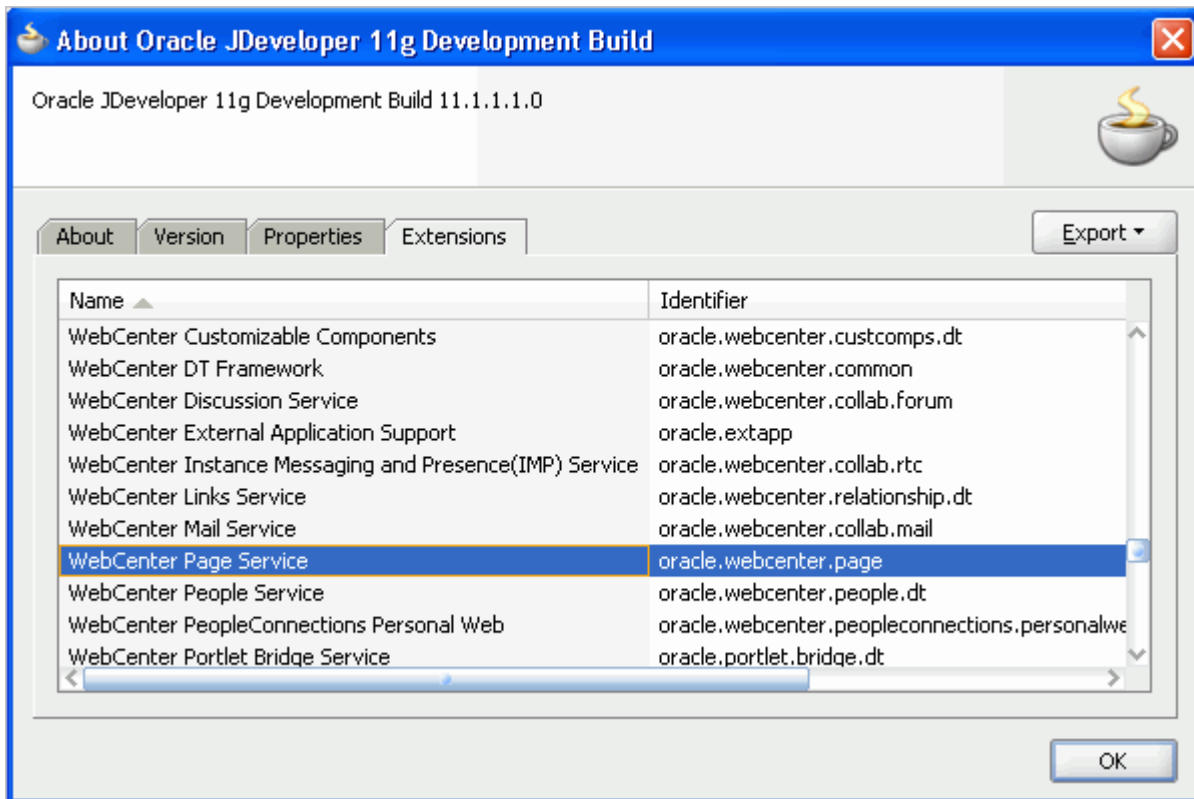 About Oracle JDeveloper 11g Development Build
Oracle JDeveloper 11g Development Build 11.1.1.1.0
About Version Properties Extensions Export
Name Identifier
WebCenter Customizable Components oracle.webcenter.custcomps.dt
WebCenter DT Framework oracle.webcenter.common
WebCenter Discussion Service oracle.webcenter.collab.forum
WebCenter External Application Support oracle.extapp
WebCenter Instance Messaging and Presence(IMP) Service oracle.webcenter.collab.rtc
WebCenter Links Service oracle.webcenter.relationship.dt
WebCenter Mail Service oracle.webcenter.collab.mail
WebCenter Page Service oracle.webcenter.page
WebCenter People Service oracle.webcenter.people.dt
WebCenter PeopleConnections Personal Web oracle.webcenter.peopleconnections.personalwe
WebCenter Portlet Bridge Service oracle.portlet.bridge.dt
OK